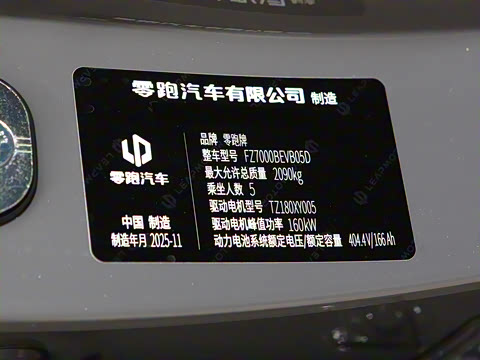 零跑汽车有限公司 制造
零跑汽车
中国 制造
制造年月 2025-11
品牌 零跑牌
整车型号 FZ7000BEVB05D
最大允许总质量 2090kg
乘坐人数 5
驱动电机型号 TZ180XY005
驱动电机峰值功率 160kW
动力电池系统额定电压/额定容量 404.4V/166Ah